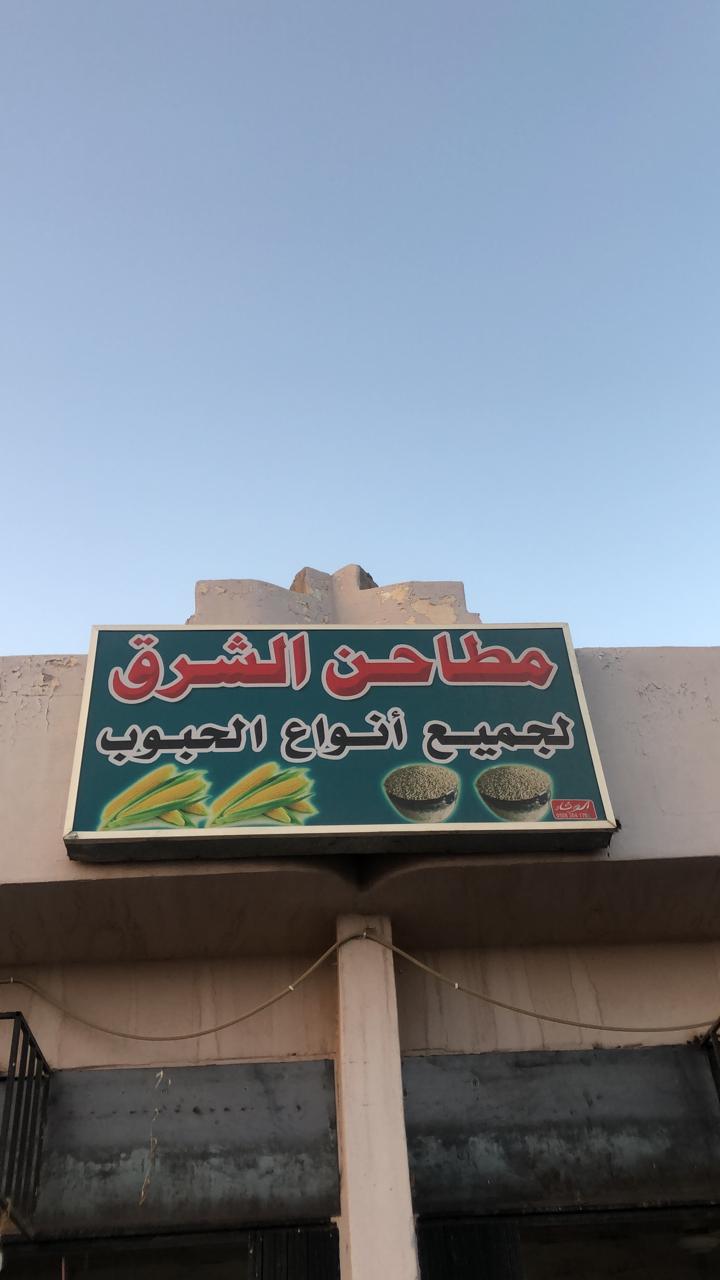 مطاحن الشرق
لجميع أنواع الحبوب